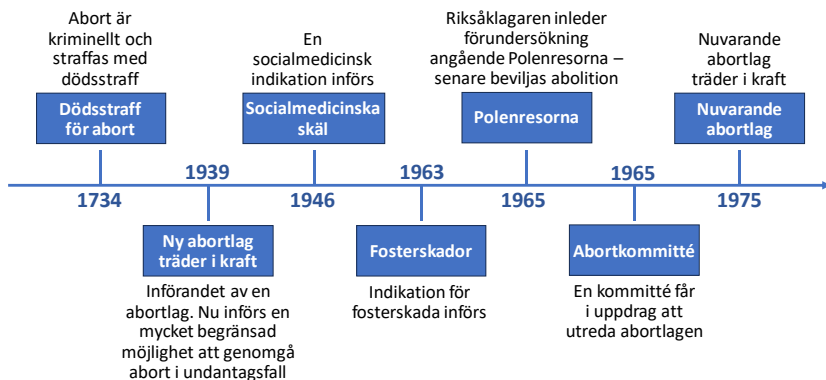 Abort är
kriminellt och
straffas med
dödsstraff
Dödsstraff
för abort
1734
1939
Ny abortlag
träder i kraft
Införandet av en
abortlag. Nu införs en
mycket begränsad
möjlighet att genomgå
abort i undantagsfall
En
socialmedicinsk
indikation införs
Socialmedicinska
skäl
1946
1963
Fosterskador
Indikation för
fosterskada införs
Riksåklagaren inleder
förundersökning
angående Polenresorna –
senare beviljas abolition
Polenresorna
1965
1965
Abortkommitté
En kommitté får
i uppdrag att
utreda abortlagen
Nuvarande
abortlag
träder i kraft
Nuvarande
abortlag
1975